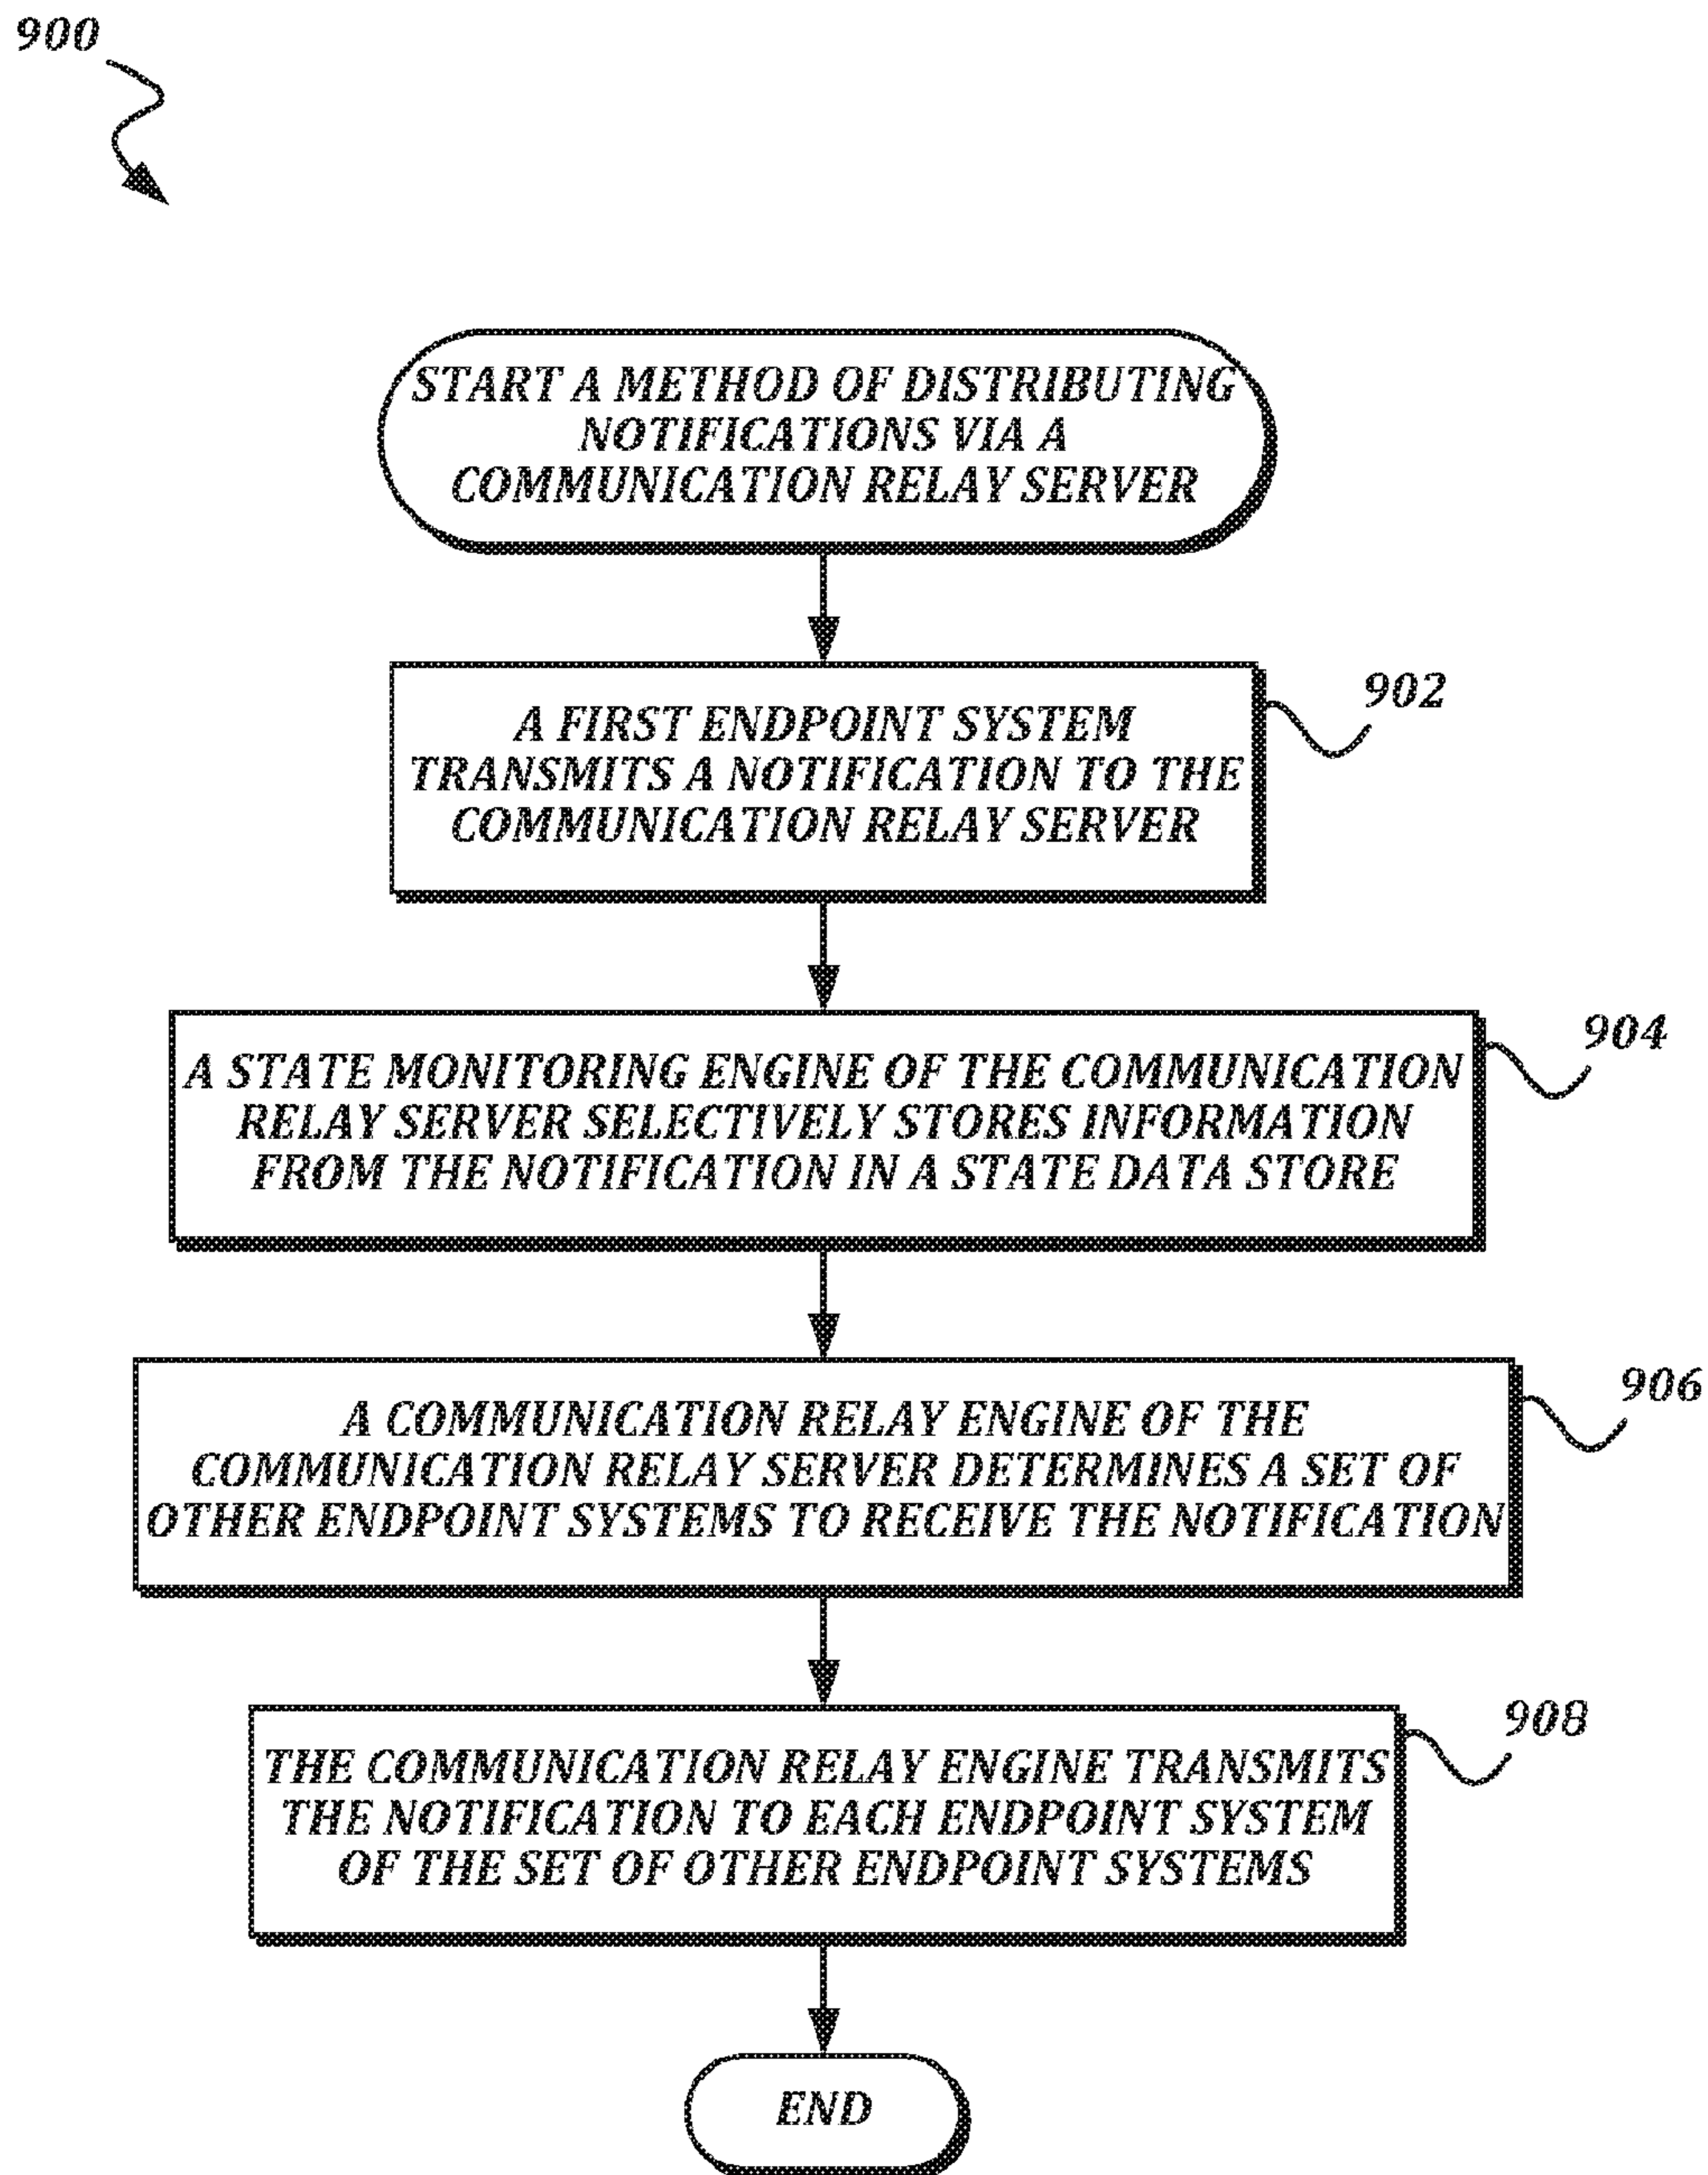 900
START A METHOD OF DISTRIBUTING
NOTIFICATIONS VIA A
COMMUNICATION RELAY SERVER
A FIRST ENDPOINT SYSTEM
TRANSMITS A NOTIFICATION TO THE
COMMUNICATION RELAY SERVER
902
A STATE MONITORING ENGINE OF THE COMMUNICATION
RELAY SERVER SELECTIVELY STORES INFORMATION
FROM THE NOTIFICATION IN A STATE DATA STORE
904
A COMMUNICATION RELAY ENGINE OF THE
COMMUNICATION RELAY SERVER DETERMINES A SET OF
OTHER ENDPOINT SYSTEMS TO RECEIVE THE NOTIFICATION
906
THE COMMUNICATION RELAY ENGINE TRANSMITS
THE NOTIFICATION TO EACH ENDPOINT SYSTEM
OF THE SET OF OTHER ENDPOINT SYSTEMS
908
END